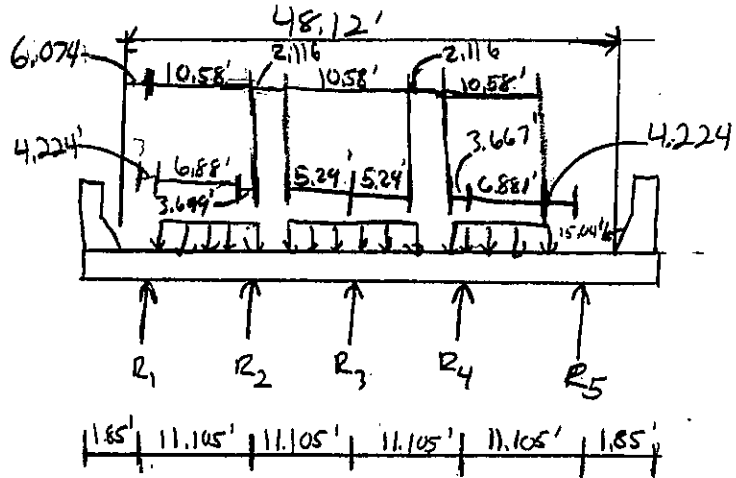 48.12'
6.074 10.58' 2.116 10.58' 2.116 10.58'
4.224' 6.88' 3.699' 5.29' 5.29' 3.667' 6.881' 4.224
R1 R2 R3 R4 R5
1.85' 11.105' 11.105' 11.105' 11.105' 1.85'